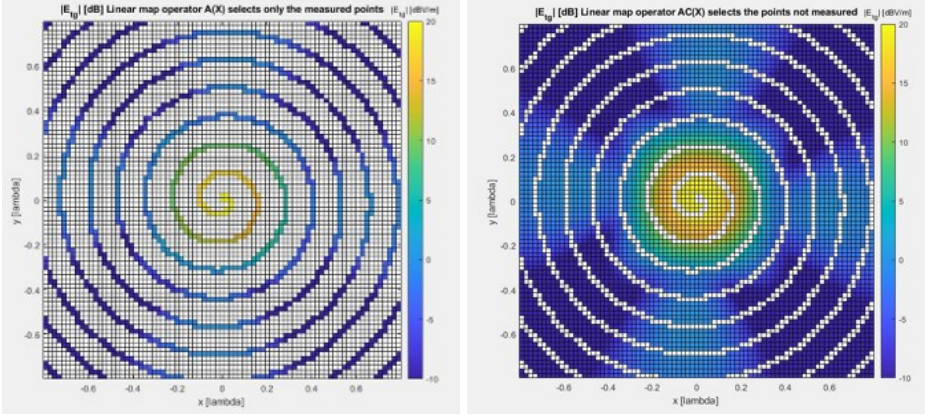 |E_tg| [dB] Linear map operator A(X) selects only the measured points
|E_tg| [dBV/m]
20
15
10
5
0
-5
-10
0.6
0.4
0.2
0
-0.2
-0.4
-0.6
y [lambda]
-0.6 -0.4 -0.2 0 0.2 0.4 0.6
x [lambda]
|E_tg| [dB] Linear map operator AC(X) selects the points not measured
|E_tg| [dBV/m]
20
15
10
5
0
-5
-10
0.6
0.4
0.2
0
-0.2
-0.4
-0.6
y [lambda]
-0.6 -0.4 -0.2 0 0.2 0.4 0.6
x [lambda]